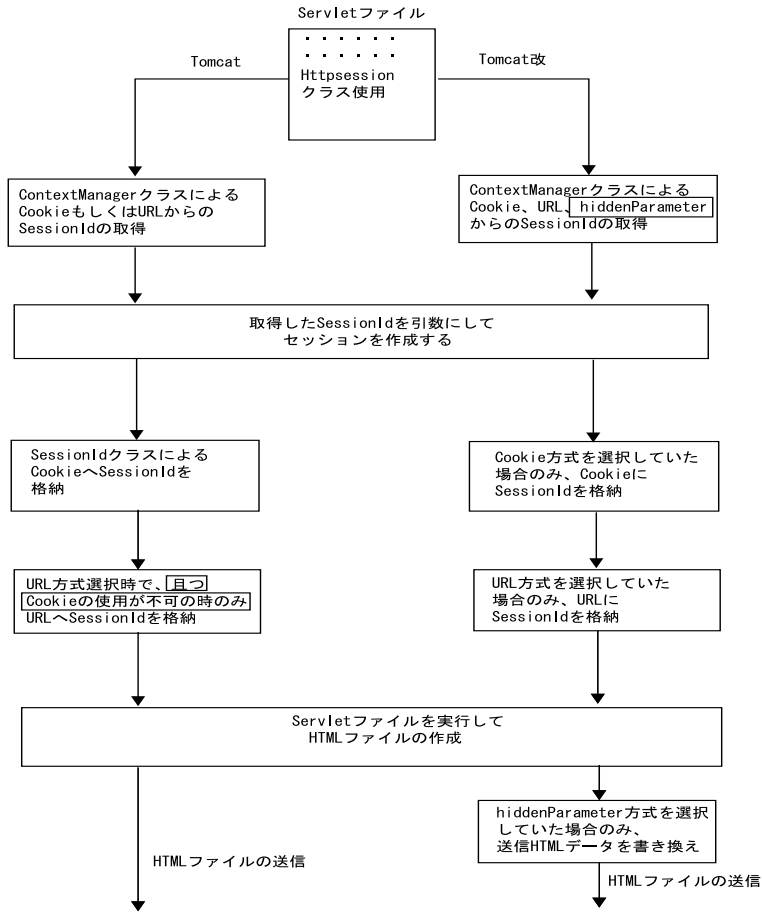 Servletファイル
・・・・・・
・・・・・・
Httpsession
クラス使用
Tomcat
Tomcat改
ContextManagerクラスによる
CookieもしくはURLからの
SessionIdの取得
ContextManagerクラスによる
Cookie、URL、hiddenParameter
からのSessionIdの取得
取得したSessionIdを引数にして
セッションを作成する
SessionIdクラスによる
CookieへSessionIdを
格納
Cookie方式を選択していた
場合のみ、Cookieに
SessionIdを格納
URL方式選択時で、且つ
Cookieの使用が不可の時のみ
URLへSessionIdを格納
URL方式を選択していた
場合のみ、URLに
SessionIdを格納
Servletファイルを実行して
HTMLファイルの作成
hiddenParameter方式を選択
していた場合のみ、
送信HTMLデータを書き換え
HTMLファイルの送信
HTMLファイルの送信